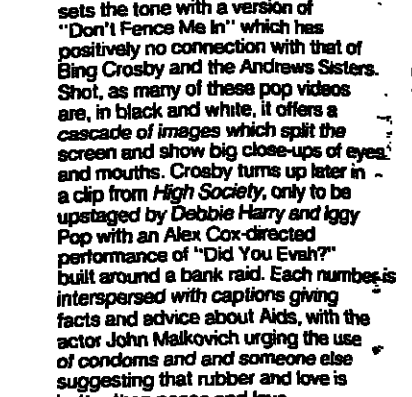 sets the tone with a version of
"Don't Fence Me In" which has
positively no connection with that of
Bing Crosby and the Andrews Sisters.
Shot, as many of these pop videos
are, in black and white, it offers a
cascade of images which split the
screen and show big close-ups of eyes
and mouths. Crosby turns up later in
a clip from High Society, only to be
upstaged by Debbie Harry and Iggy
Pop with an Alex Cox-directed
performance of "Did You Evah?"
built around a bank raid. Each number is
interspersed with captions giving
facts and advice about Aids, with the
actor John Malkovich urging the use
of condoms and and someone else
suggesting that rubber and love is